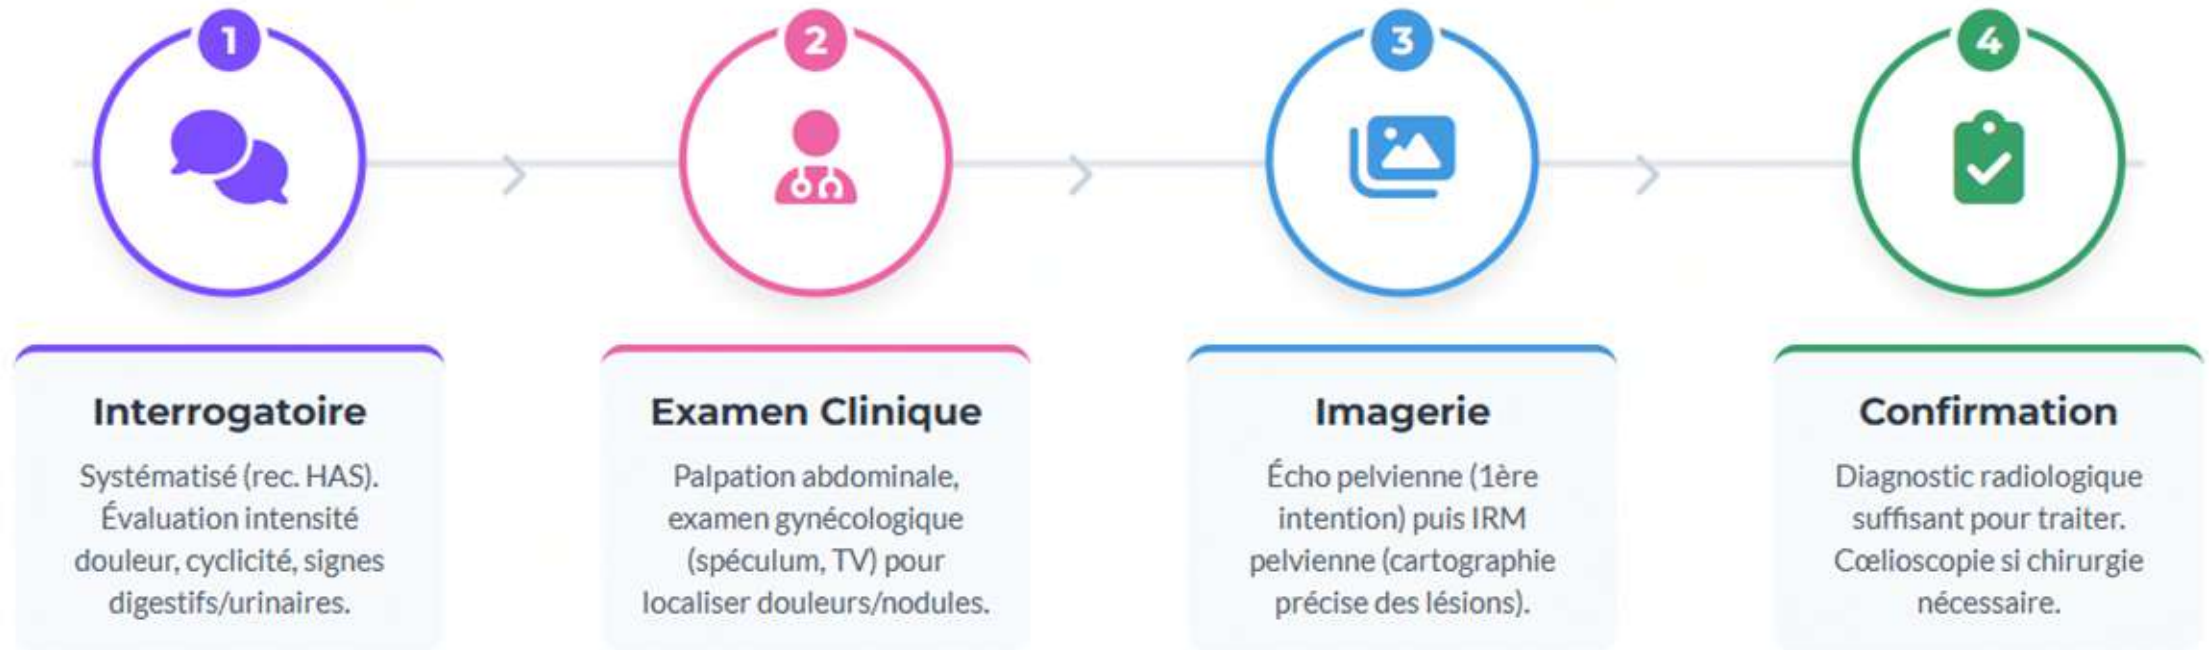 1
Interrogatoire
Systématisé (rec. HAS).
Évaluation intensité
douleur, cyclicité, signes
digestifs/urinaires.
2
Examen Clinique
Palpation abdominale,
examen gynécologique
(spéculum, TV) pour
localiser douleurs/nodules.
3
Imagerie
Écho pelvienne (1ère
intention) puis IRM
pelvienne (cartographie
précise des lésions).
4
Confirmation
Diagnostic radiologique
suffisant pour traiter.
Cœlioscopie si chirurgie
nécessaire.